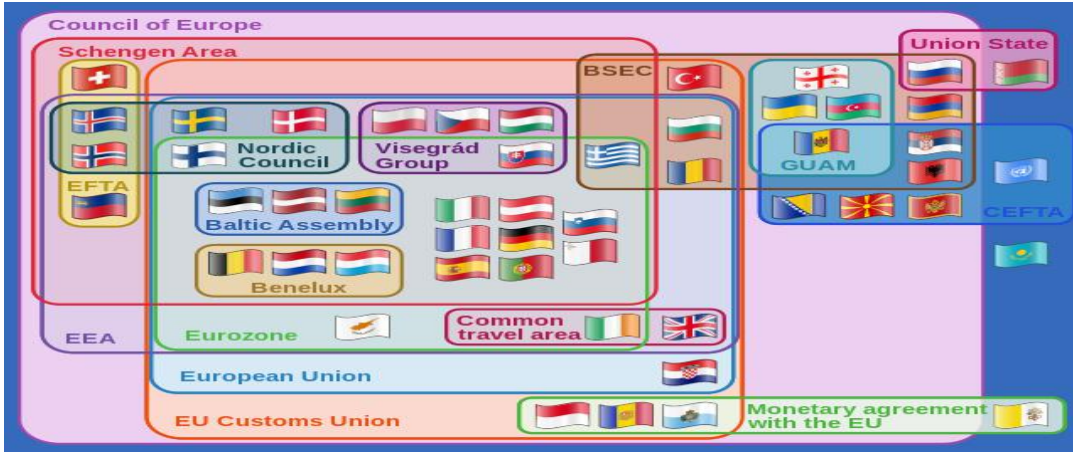 Council of Europe
Schengen Area
Union State
BSEC
Nordic
Council
Visegrád
Group
GUAM
EFTA
CEFTA
Baltic Assembly
Benelux
Common
travel area
Eurozone
EEA
European Union
EU Customs Union
Monetary agreement
with the EU